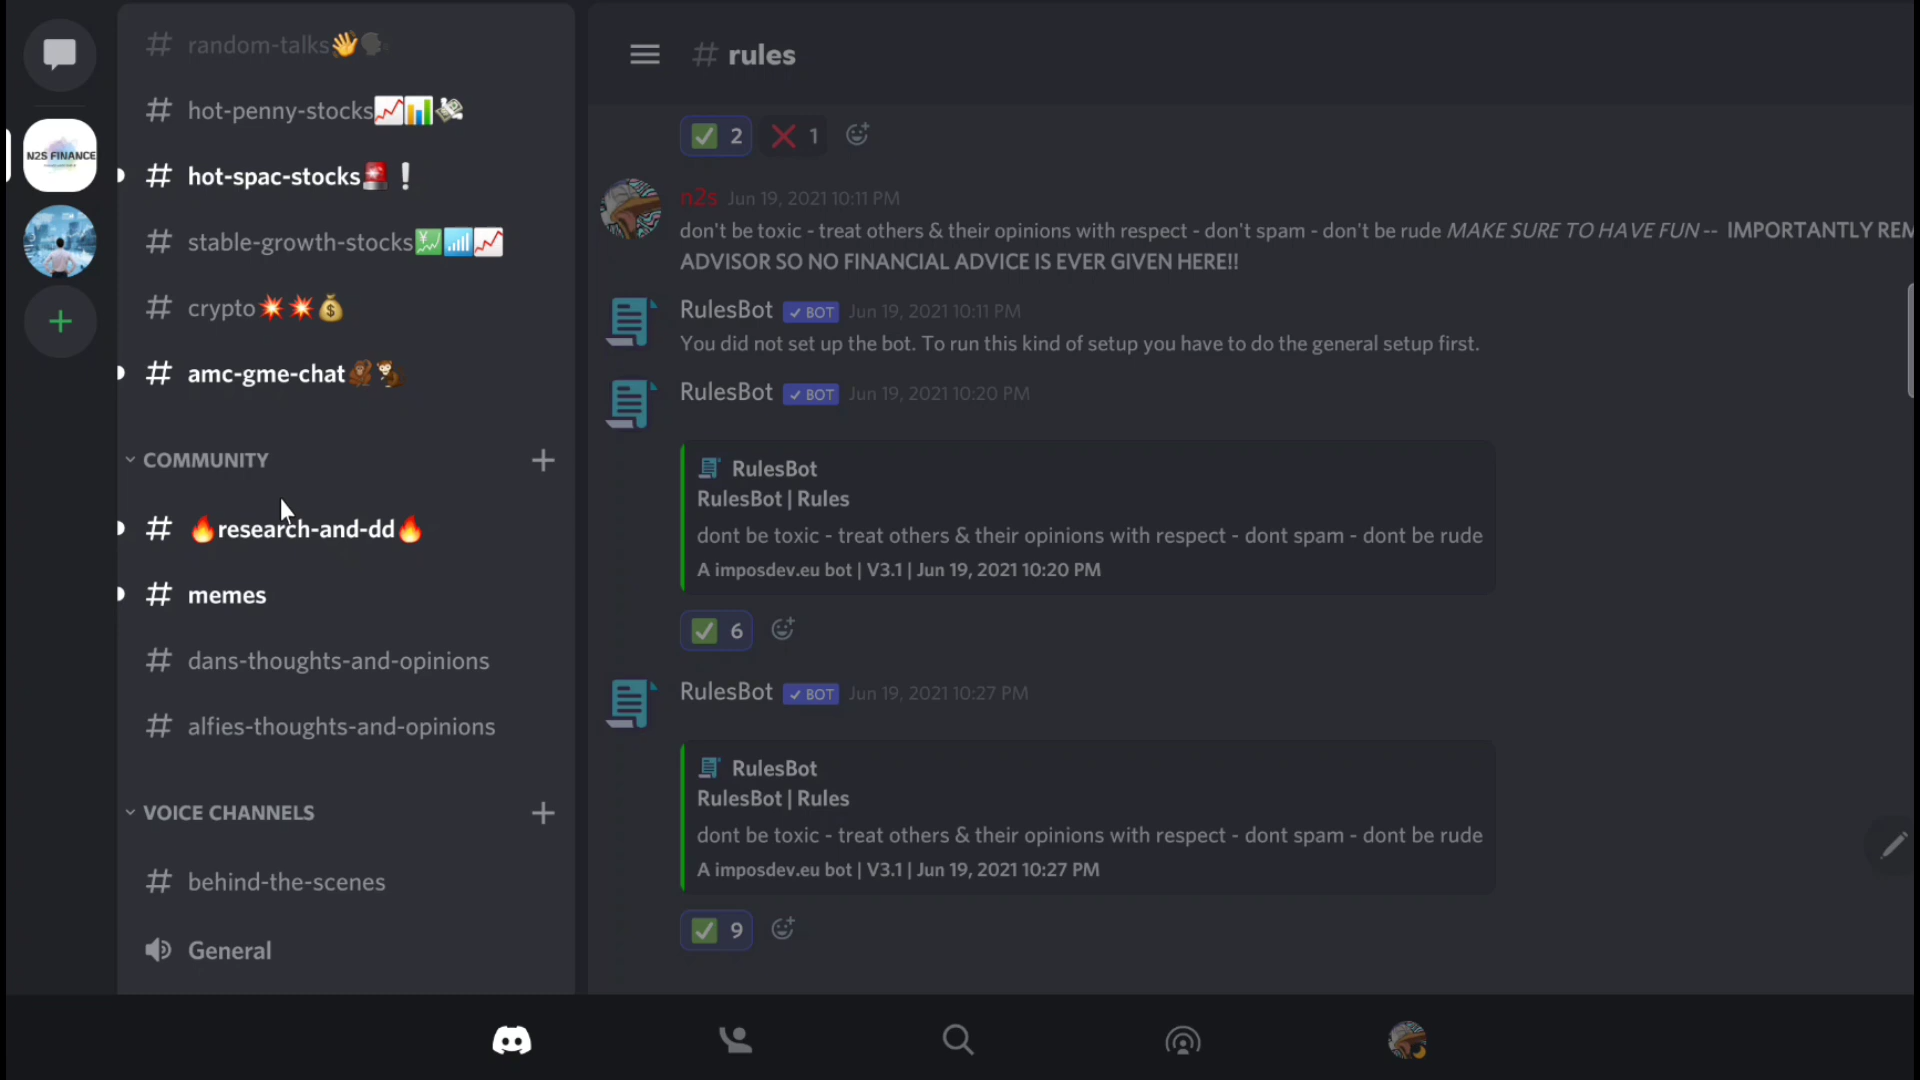 random-talks👋🗣
hot-penny-stocks📈📊💸
N2S FINANCE
hot-spac-stocks🚨❕
stable-growth-stocks💹📶📈
crypto💥💥💰
amc-gme-chat🦧🐒
COMMUNITY
🔥research-and-dd🔥
memes
dans-thoughts-and-opinions
alfies-thoughts-and-opinions
VOICE CHANNELS
behind-the-scenes
General
# rules
✅ 2 ❌ 1
n2s Jun 19, 2021 10:11 PM
don't be toxic - treat others & their opinions with respect - don't spam - don't be rude MAKE SURE TO HAVE FUN -- IMPORTANTLY REM
ADVISOR SO NO FINANCIAL ADVICE IS EVER GIVEN HERE!!
RulesBot ✓ BOT Jun 19, 2021 10:11 PM
You did not set up the bot. To run this kind of setup you have to do the general setup first.
RulesBot ✓ BOT Jun 19, 2021 10:20 PM
RulesBot
RulesBot | Rules
dont be toxic - treat others & their opinions with respect - dont spam - dont be rude
A imposdev.eu bot | V3.1 | Jun 19, 2021 10:20 PM
✅ 6
RulesBot ✓ BOT Jun 19, 2021 10:27 PM
RulesBot
RulesBot | Rules
dont be toxic - treat others & their opinions with respect - dont spam - dont be rude
A imposdev.eu bot | V3.1 | Jun 19, 2021 10:27 PM
✅ 9